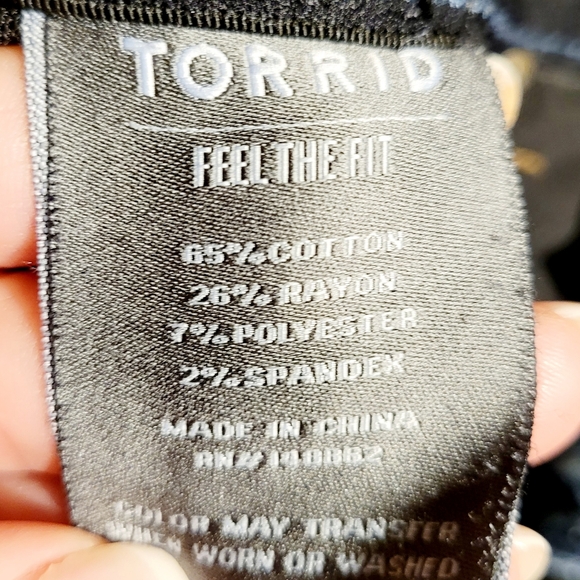 TORRID
FEEL THE FIT
65% COTTON
26% RAYON
7% POLYESTER
2% SPANDEX
MADE IN CHINA
RN# 140862
COLOR MAY TRANSFER
WHEN WORN OR WASHED